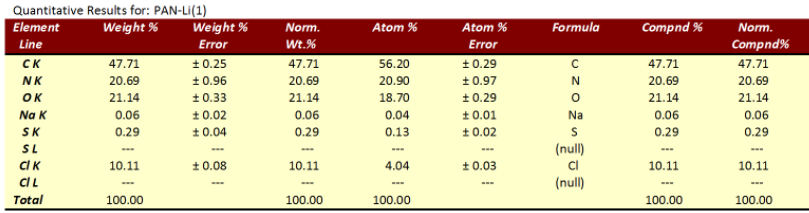 Quantitative Results for: PAN-Li(1)
Element Line Weight % Weight % Error Norm. Wt.% Atom % Atom % Error Formula Compnd % Norm. Compnd%
C K 47.71 ± 0.25 47.71 56.20 ± 0.29 C 47.71 47.71
N K 20.69 ± 0.96 20.69 20.90 ± 0.97 N 20.69 20.69
O K 21.14 ± 0.33 21.14 18.70 ± 0.29 O 21.14 21.14
Na K 0.06 ± 0.02 0.06 0.04 ± 0.01 Na 0.06 0.06
S K 0.29 ± 0.04 0.29 0.13 ± 0.02 S 0.29 0.29
S L --- --- --- --- --- (null) --- ---
Cl K 10.11 ± 0.08 10.11 4.04 ± 0.03 Cl 10.11 10.11
Cl L --- --- --- --- --- (null) --- ---
Total 100.00 100.00 100.00 100.00 100.00